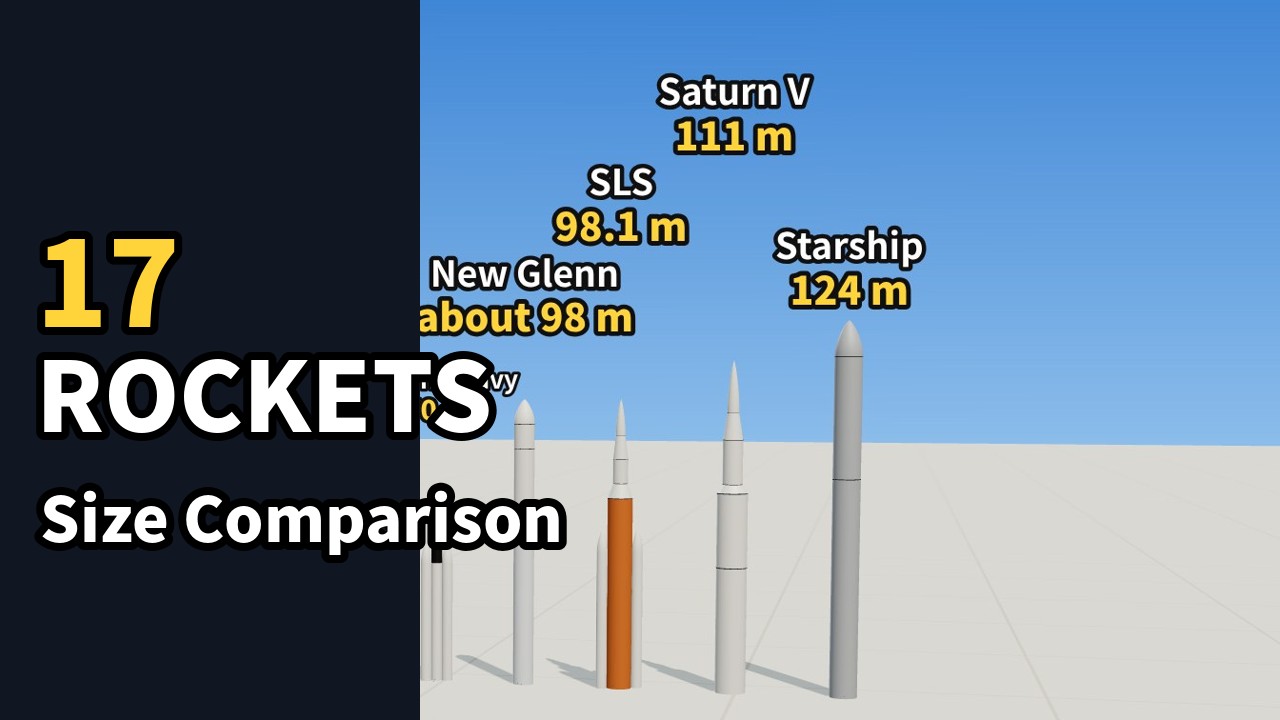 17
ROCKETS
Size Comparison
Saturn V
111 m
SLS
98.1 m
New Glenn
about 98 m
Starship
124 m